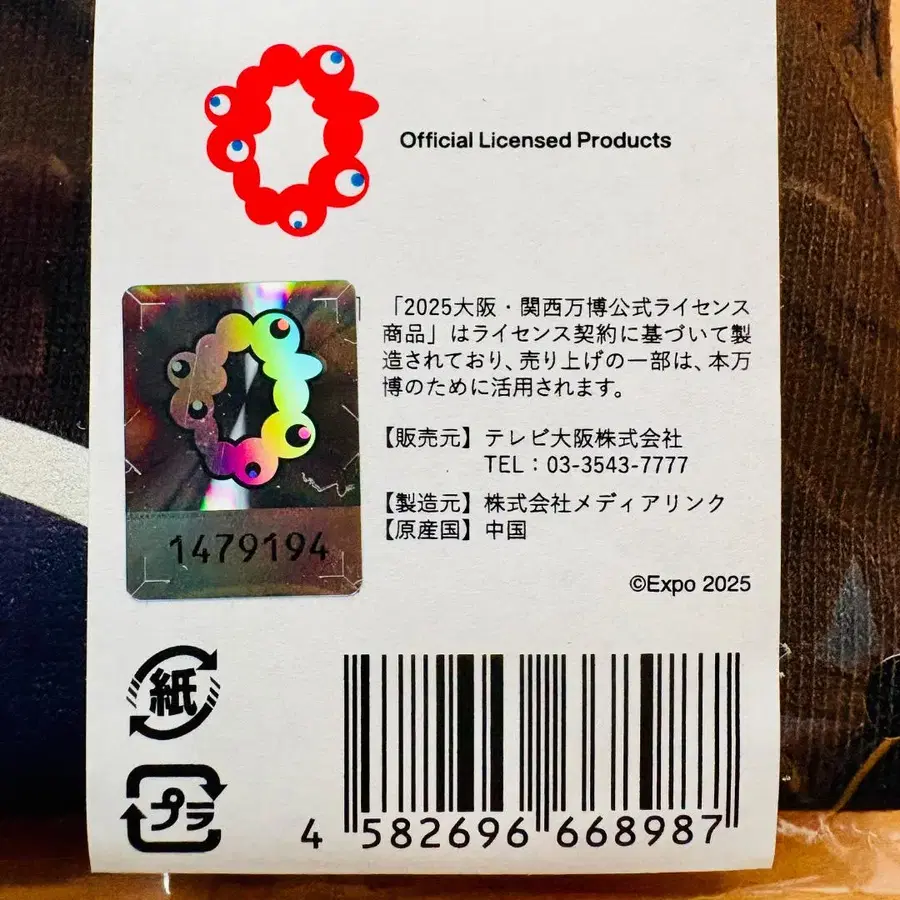 Official Licensed Products
「2025大阪・関西万博公式ライセンス
商品」はライセンス契約に基づいて製
造されており、売り上げの一部は、本万
博のために活用されます。
【販売元】テレビ大阪株式会社
TEL：03-3543-7777
【製造元】株式会社メディアリンク
【原産国】中国
1479194
©Expo 2025
紙
プラ
4 582696 668987